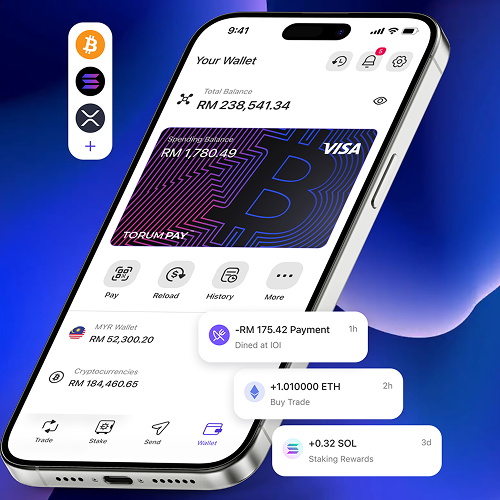 9:41
Your Wallet
5
Total Balance
RM 238,541.34
Spending Balance
RM 1,780.49
VISA
TORUM PAY
Pay
Reload
History
More
MYR Wallet
RM 52,300.20
Cryptocurrencies
RM 184,460.65
-RM 175.42 Payment
1h
Dined at IOI
+1.010000 ETH
2h
Buy Trade
+0.32 SOL
3d
Staking Rewards
Trade
Stake
Send
Wallet